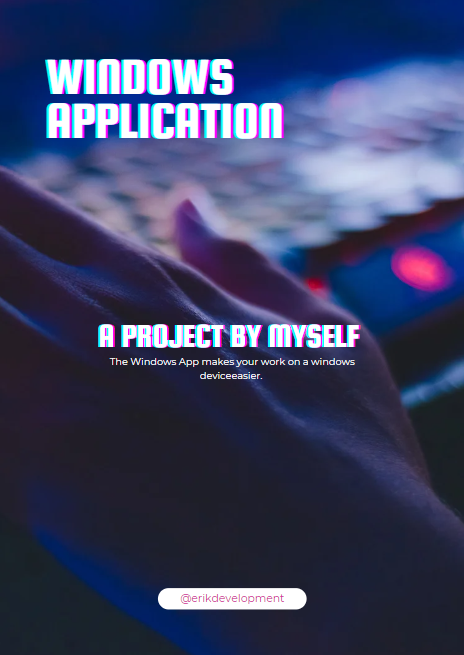 WINDOWS
APPLICATION
A PROJECT BY MYSELF
The Windows App makes your work on a windows
deviceeasier.
@erikdevelopment